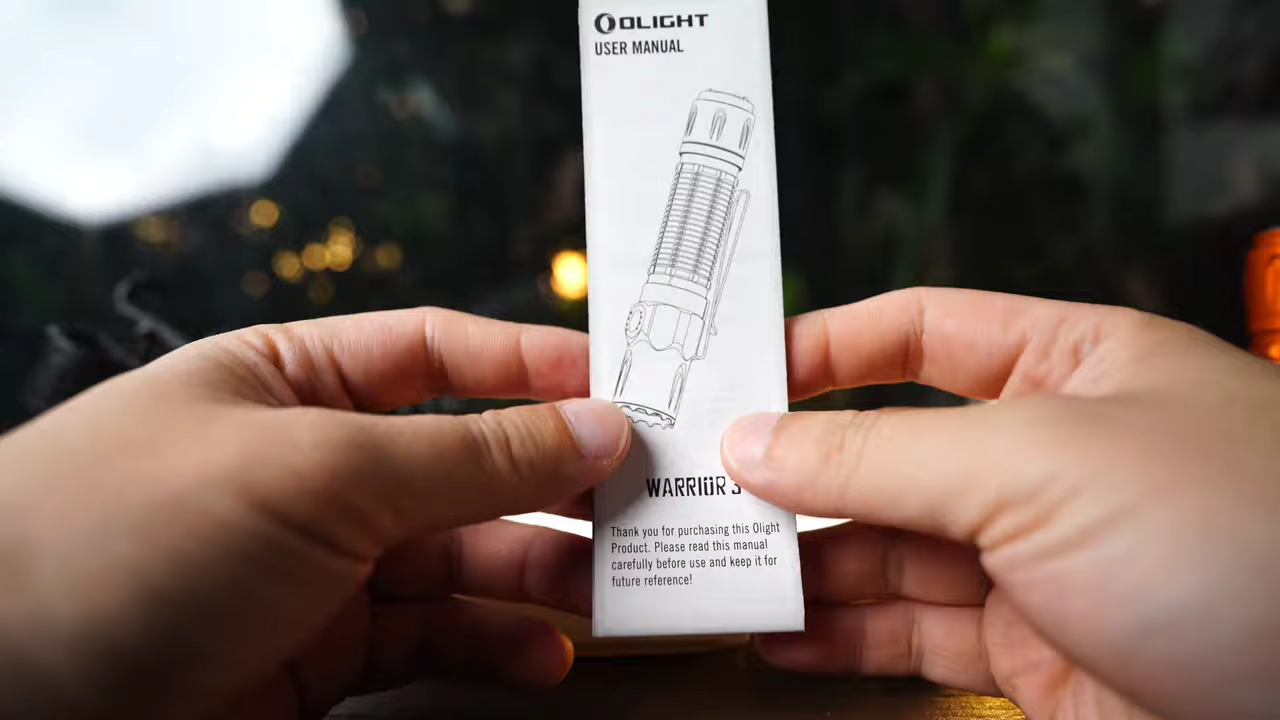 OLIGHT
USER MANUAL
WARRIOR 3
Thank you for purchasing this Olight
Product. Please read this manual
carefully before use and keep it for
future reference!